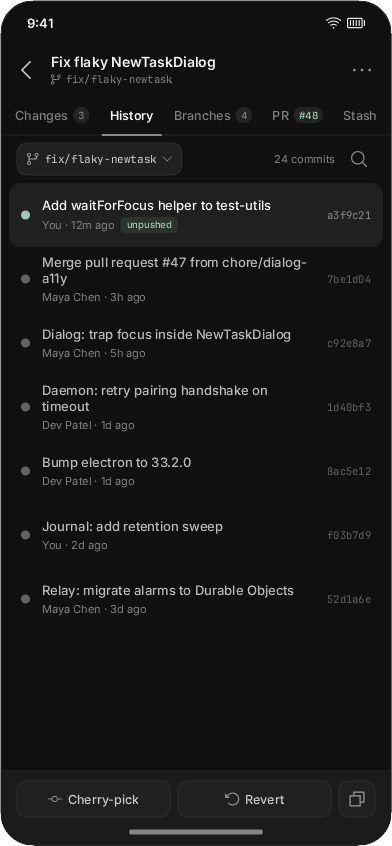 9:41
Fix flaky NewTaskDialog
fix/flaky-newtask
Changes 3 History Branches 4 PR #48 Stash
fix/flaky-newtask 24 commits
Add waitForFocus helper to test-utils
You · 12m ago unpushed
a3f9c21
Merge pull request #47 from chore/dialog-
a11y
Maya Chen · 3h ago
7be1d04
Dialog: trap focus inside NewTaskDialog
Maya Chen · 5h ago
c92e8a7
Daemon: retry pairing handshake on
timeout
Dev Patel · 1d ago
1d40bf3
Bump electron to 33.2.0
Dev Patel · 1d ago
8ac5e12
Journal: add retention sweep
You · 2d ago
f03b7d9
Relay: migrate alarms to Durable Objects
Maya Chen · 3d ago
52d1a6e
Cherry-pick Revert